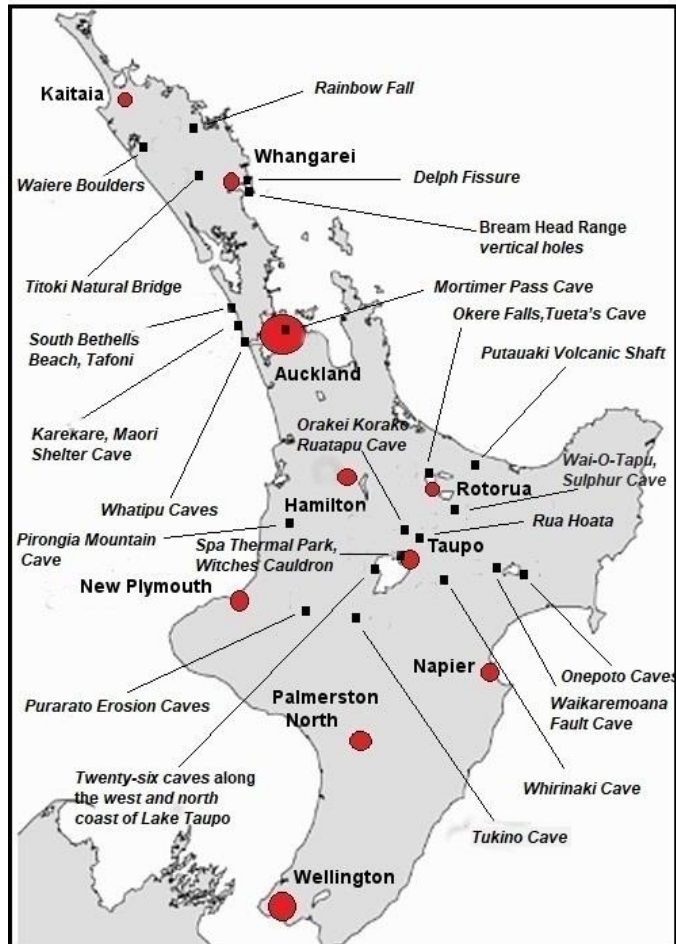 Kaitaia
Rainbow Fall
Whangarei
Waiere Boulders
Delph Fissure
Bream Head Range
vertical holes
Titoki Natural Bridge
Mortimer Pass Cave
Okere Falls,Tueta's Cave
South Bethells
Beach, Tafoni
Putauaki Volcanic Shaft
Auckland
Karekare, Maori
Shelter Cave
Orakei Korako
Ruatapu Cave
Wai-O-Tapu,
Sulphur Cave
Whatipu Caves
Rotorua
Hamilton
Rua Hoata
Pirongia Mountain
Cave
Spa Thermal Park,
Witches Cauldron
Taupo
New Plymouth
Napier
Onepoto Caves
Purarato Erosion Caves
Palmerston
North
Waikaremoana
Fault Cave
Twenty-six caves along
the west and north
coast of Lake Taupo
Whirinaki Cave
Tukino Cave
Wellington